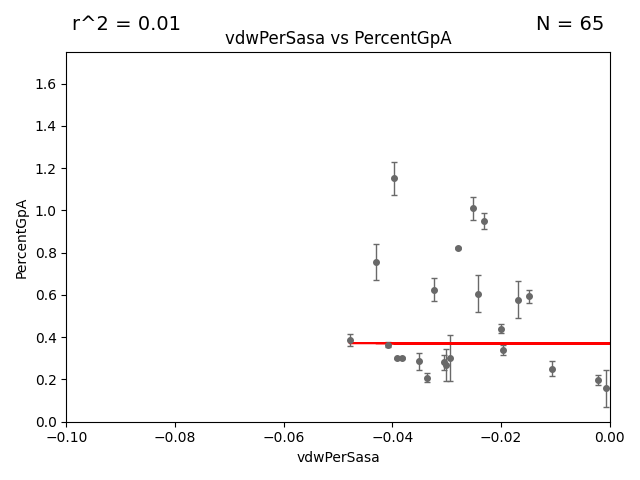 r^2 = 0.01
N = 65
vdwPerSasa vs PercentGpA
PercentGpA
1.6
1.4
1.2
1.0
0.8
0.6
0.4
0.2
0.0
−0.10 −0.08 −0.06 −0.04 −0.02 0.00
vdwPerSasa